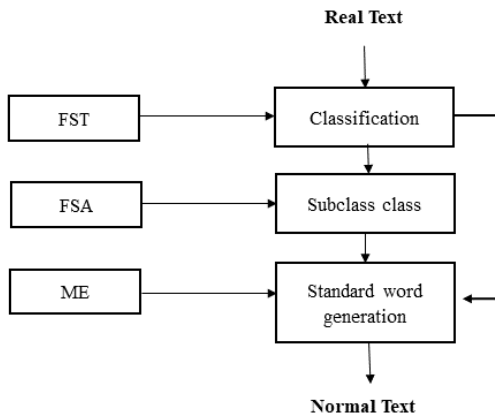 Real Text
FST
Classification
FSA
Subclass class
ME
Standard word
generation
Normal Text